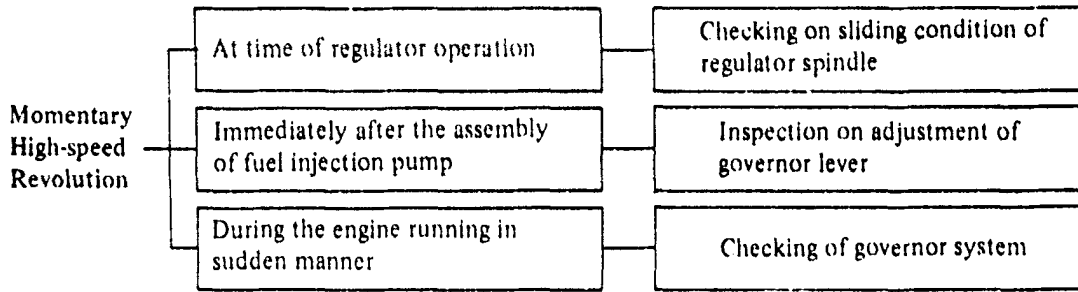 Momentary
High-speed
Revolution
At time of regulator operation
Checking on sliding condition of
regulator spindle
Immediately after the assembly
of fuel injection pump
Inspection on adjustment of
governor lever
During the engine running in
sudden manner
Checking of governor system